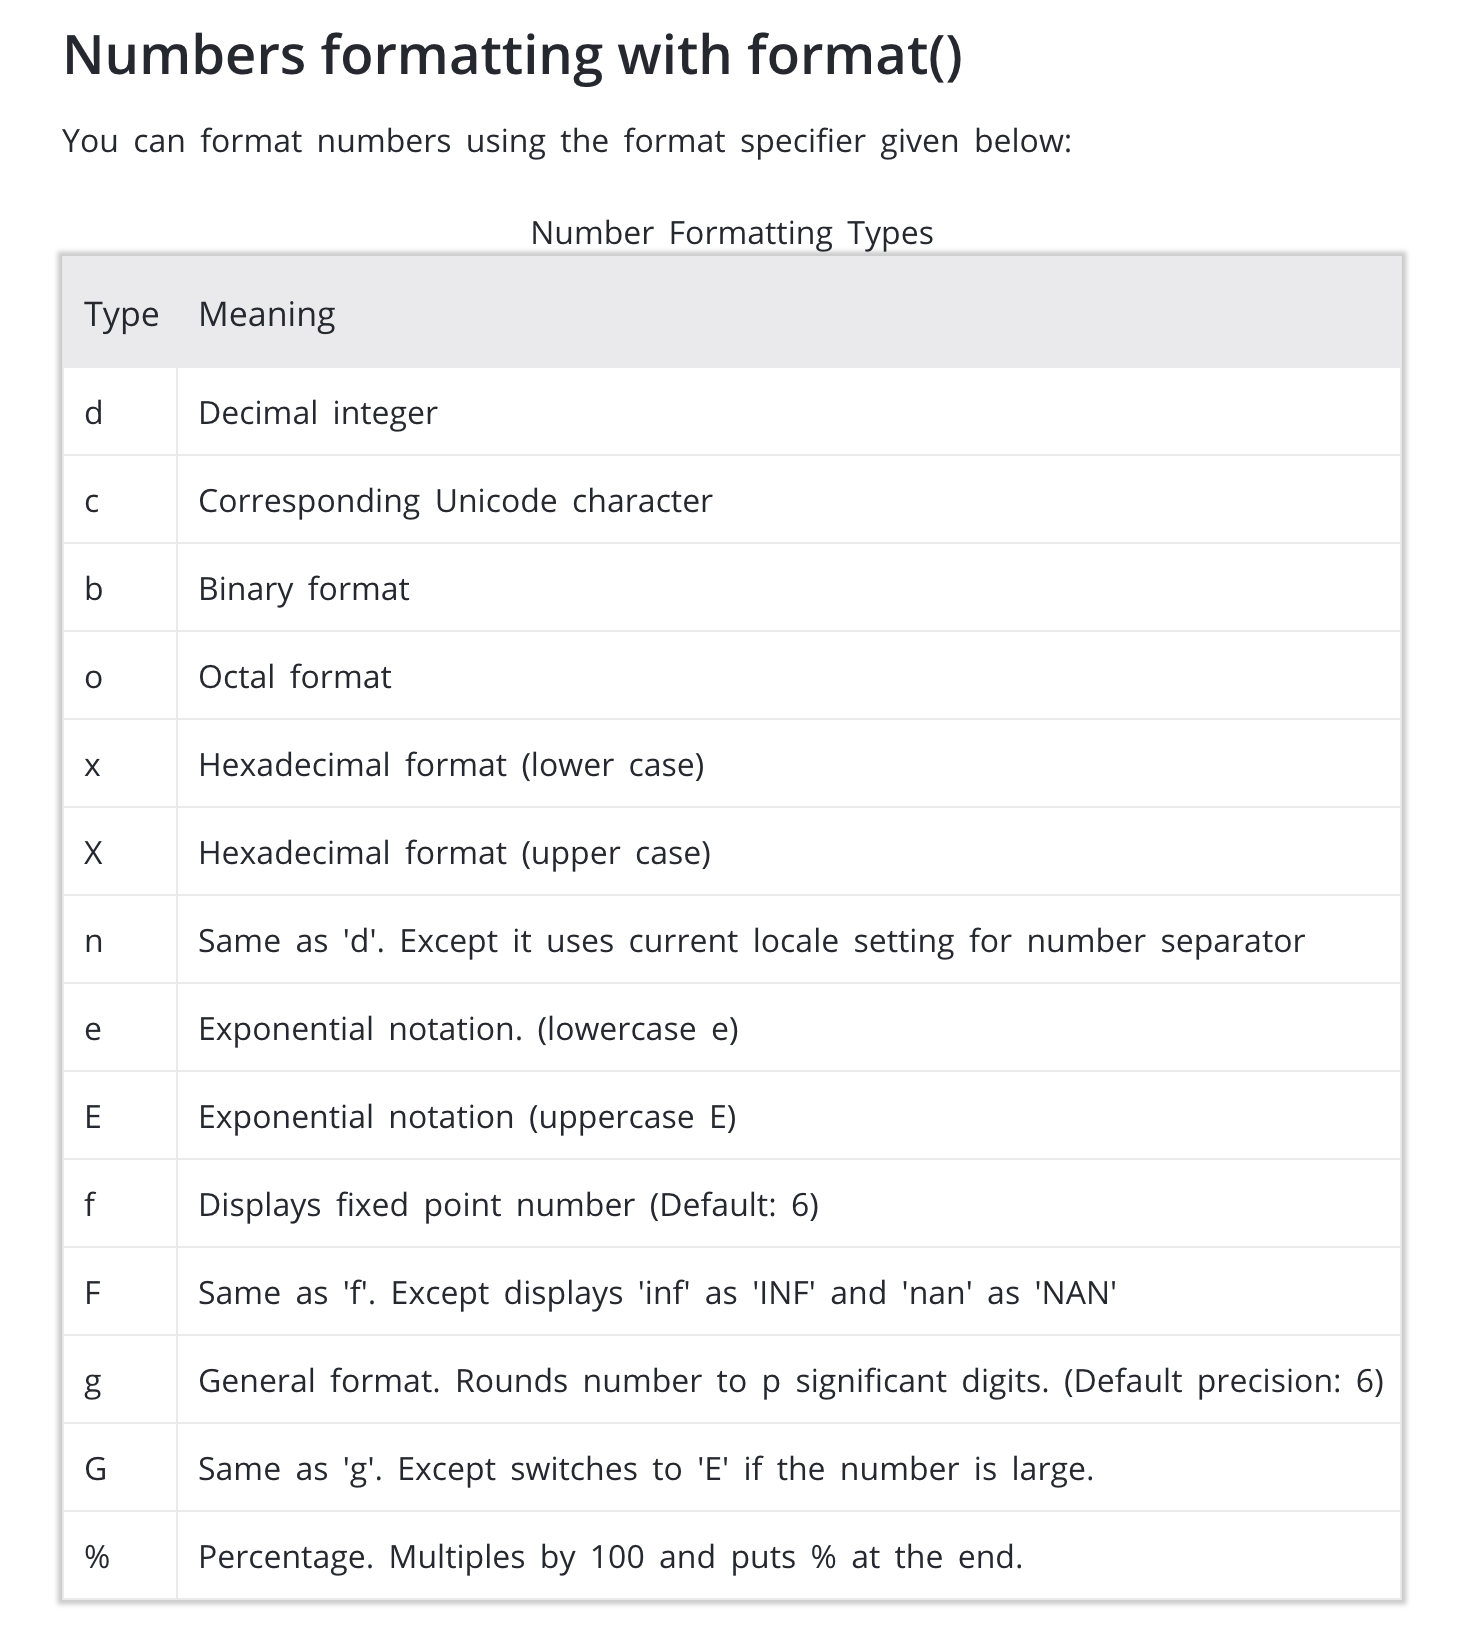 Numbers formatting with format()
You can format numbers using the format specifier given below:
Number Formatting Types
Type Meaning
d Decimal integer
c Corresponding Unicode character
b Binary format
o Octal format
x Hexadecimal format (lower case)
X Hexadecimal format (upper case)
n Same as 'd'. Except it uses current locale setting for number separator
e Exponential notation. (lowercase e)
E Exponential notation (uppercase E)
f Displays fixed point number (Default: 6)
F Same as 'f'. Except displays 'inf' as 'INF' and 'nan' as 'NAN'
g General format. Rounds number to p significant digits. (Default precision: 6)
G Same as 'g'. Except switches to 'E' if the number is large.
% Percentage. Multiples by 100 and puts % at the end.